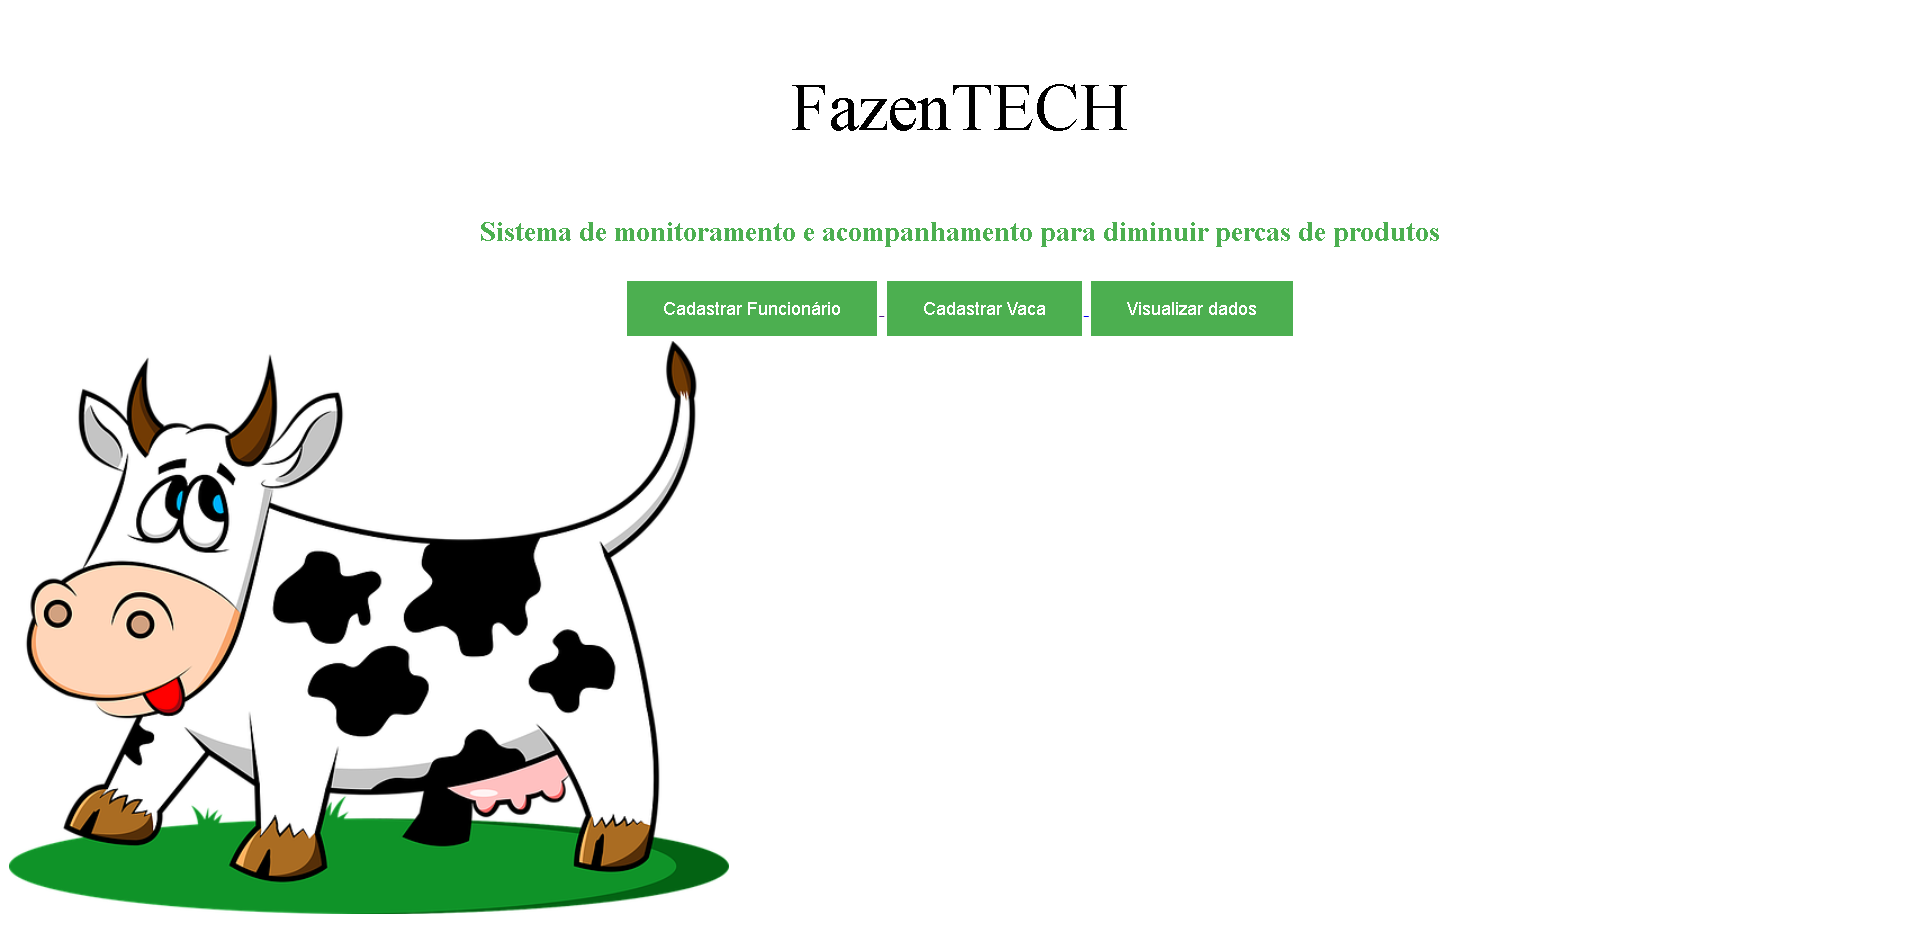 FazenTECH
Sistema de monitoramento e acompanhamento para diminuir percas de produtos
Cadastrar Funcionário Cadastrar Vaca Visualizar dados